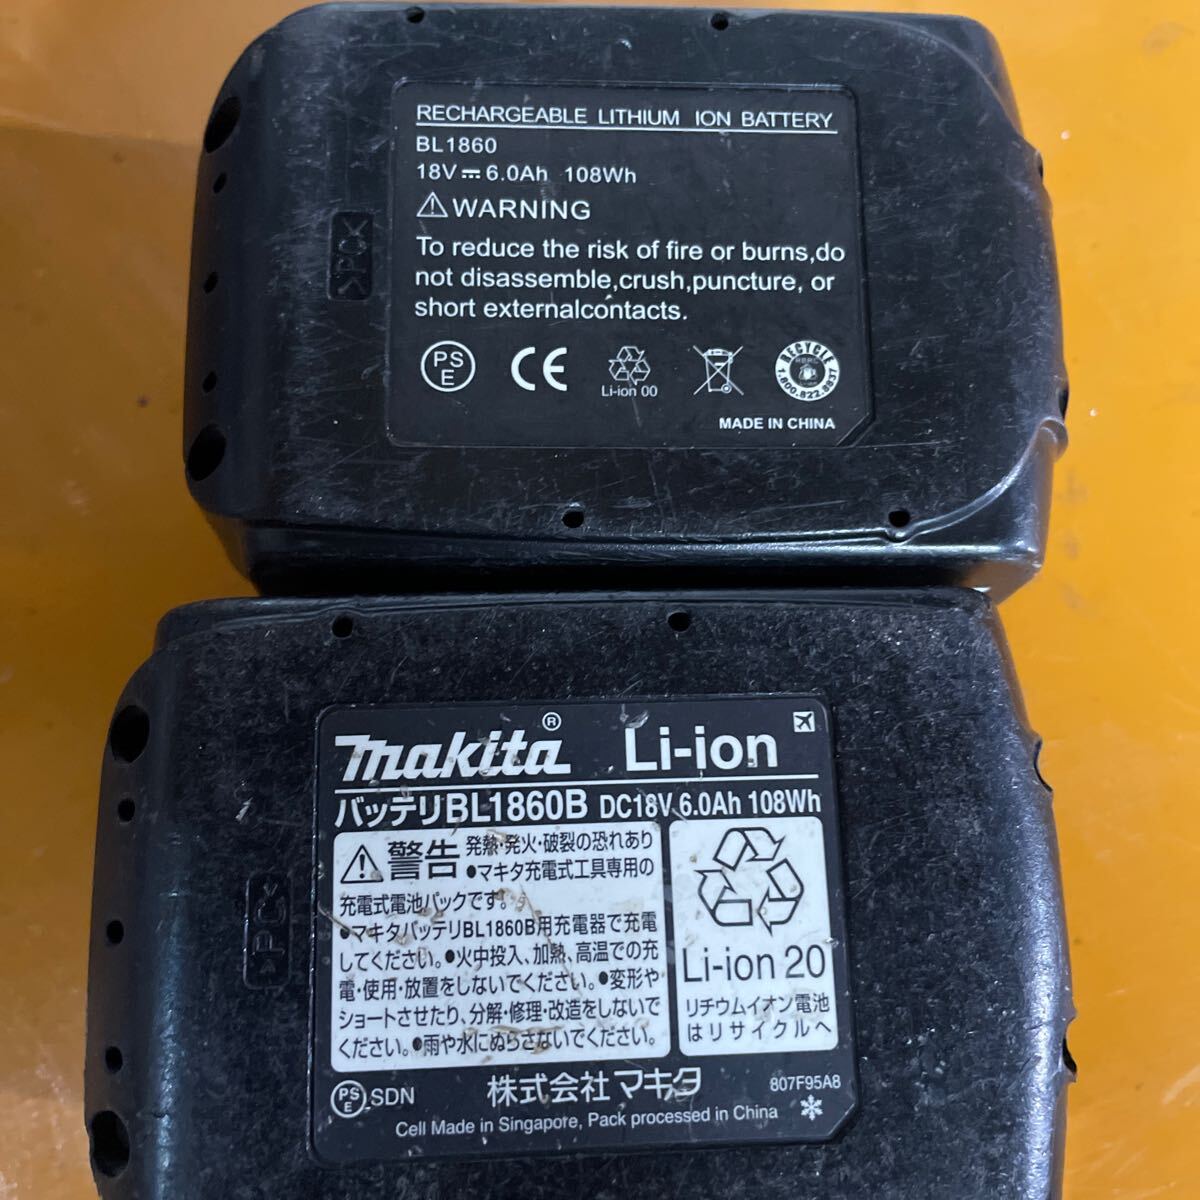 RECHARGEABLE LITHIUM ION BATTERY
BL1860
18V⎓6.0Ah 108Wh
⚠WARNING
To reduce the risk of fire or burns,do
not disassemble,crush,puncture, or
short externalcontacts.
PS
E
CE
Li-ion 00
RECYCLE
RBRC
1.800.822.8837
MADE IN CHINA
makita® Li-ion
バッテリBL1860B DC18V 6.0Ah 108Wh
⚠警告 発熱・発火・破裂の恐れあり
●マキタ充電式工具専用の
充電式電池パックです。
●マキタバッテリBL1860B用充電器で充電
してください。●火中投入、加熱、高温での充
電・使用・放置をしないでください。●変形や
ショートさせたり、分解・修理・改造をしないで
ください。●雨や水にぬらさないでください。
Li-ion 20
リチウムイオン電池
はリサイクルへ
PS
E
SDN
株式会社マキタ
807F95A8
Cell Made in Singapore, Pack processed in China